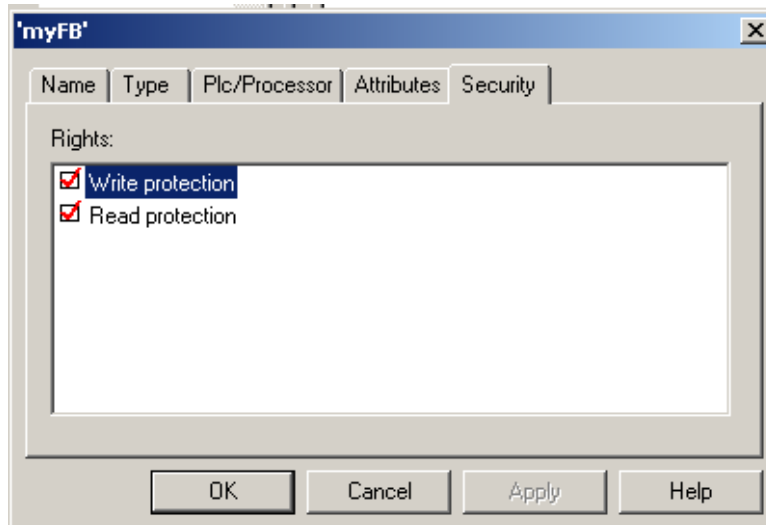 'myFB'
Name Type Plc/Processor Attributes Security
Rights:
Write protection
Read protection
OK Cancel Apply Help